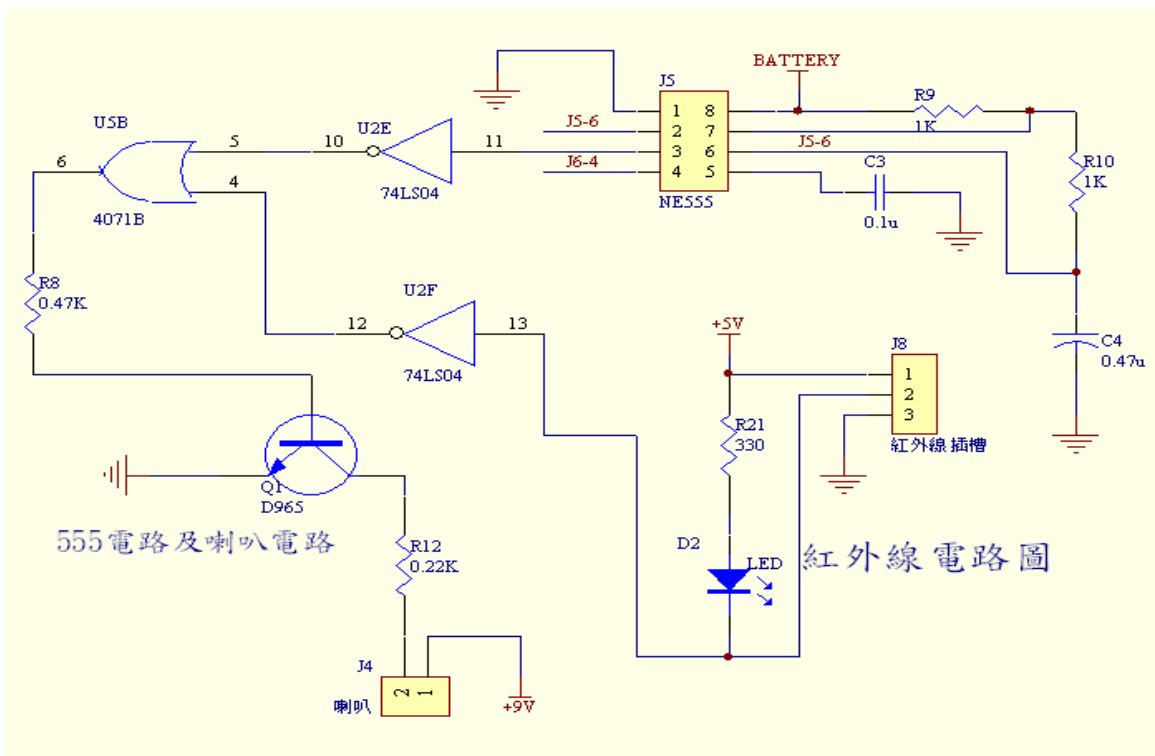 BATTERY
J5
R9
1K
U5B
U2E
J5-6
1 8
2 7
3 6
4 5
J5-6
6
5
10
11
J6-4
C3
R10
1K
4
4071B
74LS04
NE555
0.1u
R8
0.47K
U2F
12
13
+5V
J8
C4
0.47u
74LS04
1
2
3
R21
330
紅外線插槽
Q1
D965
555電路及喇叭電路
R12
0.22K
D2
LED
紅外線電路圖
J4
2 1
喇叭
+9V